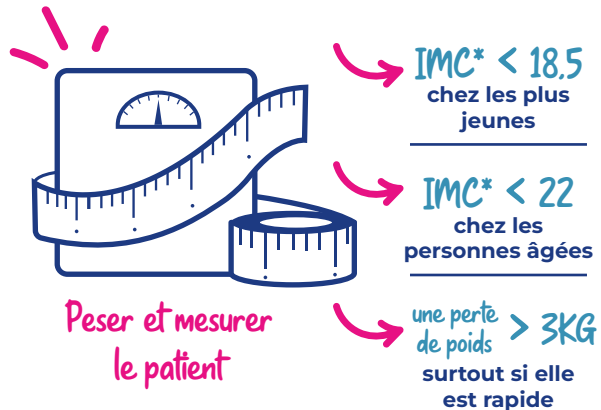 IMC* < 18,5
chez les plus
jeunes
IMC* < 22
chez les
personnes âgées
une perte
de poids > 3KG
surtout si elle
est rapide
Peser et mesurer
le patient